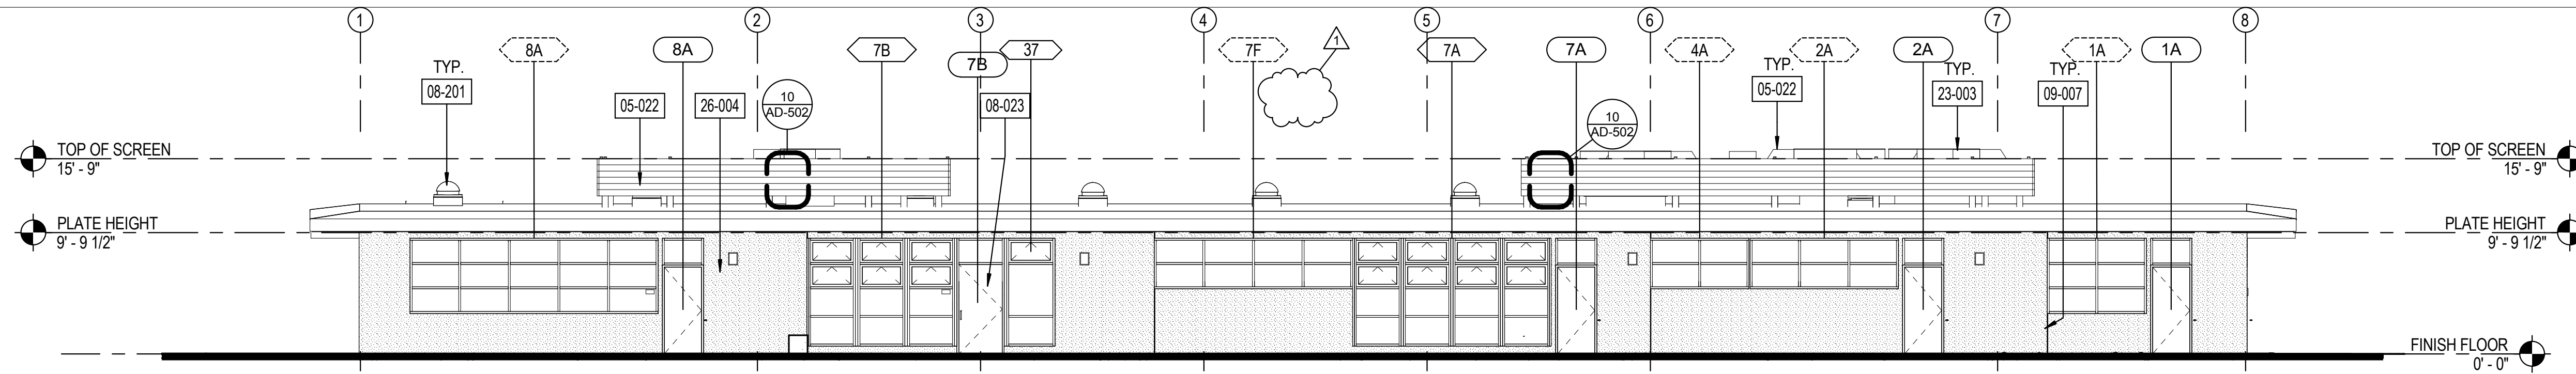 1
2
3
4
5
6
7
8
8A
8A
7B
7B
37
7F
1
7A
7A
4A
2A
2A
1A
1A
TYP.
08-201
05-022
26-004
10
AD-502
08-023
10
AD-502
TYP.
05-022
TYP.
23-003
TYP.
09-007
TOP OF SCREEN
15' - 9"
TOP OF SCREEN
15' - 9"
PLATE HEIGHT
9' - 9 1/2"
PLATE HEIGHT
9' - 9 1/2"
FINISH FLOOR
0' - 0"